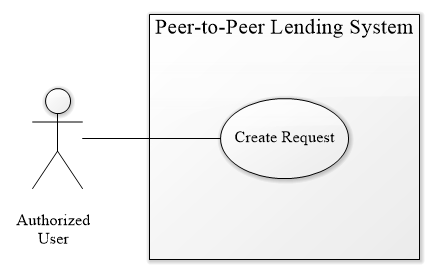 Peer-to-Peer Lending System
Create Request
Authorized
User